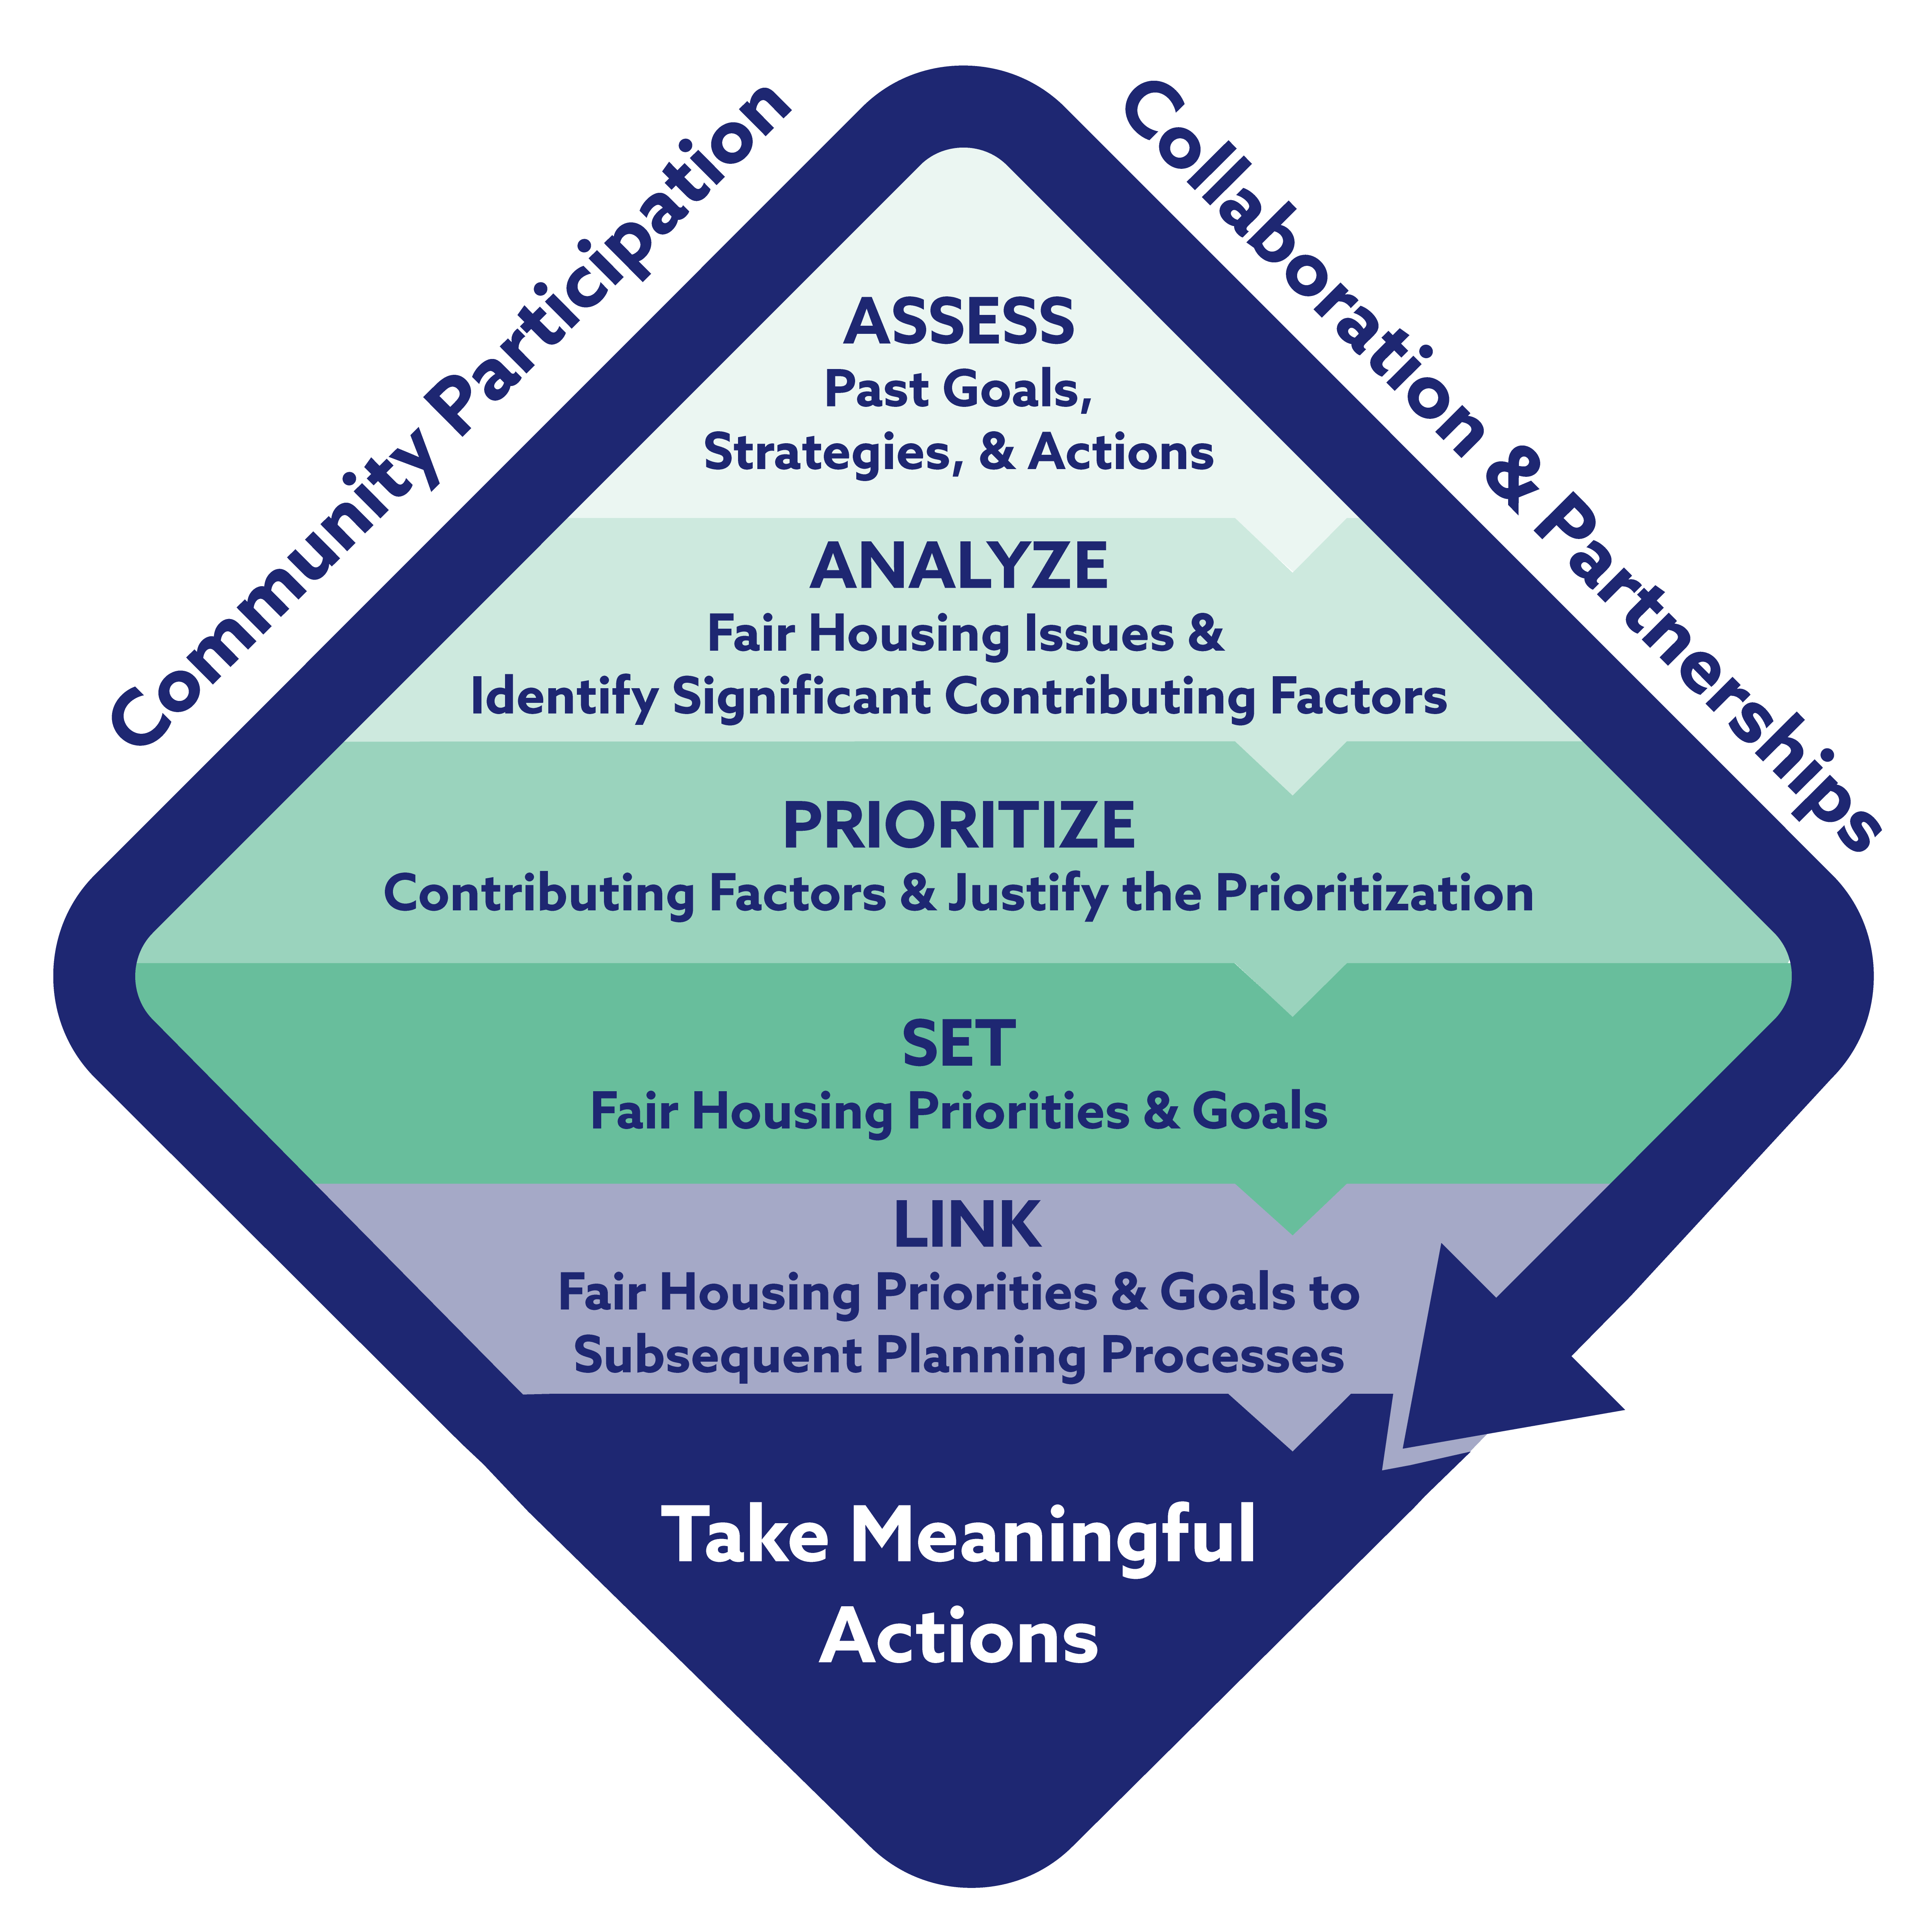 Community Participation
Collaboration & Partnerships
ASSESS
Past Goals,
Strategies, & Actions
ANALYZE
Fair Housing Issues &
Identify Significant Contributing Factors
PRIORITIZE
Contributing Factors & Justify the Prioritization
SET
Fair Housing Priorities & Goals
LINK
Fair Housing Priorities & Goals to
Subsequent Planning Processes
Take Meaningful
Actions